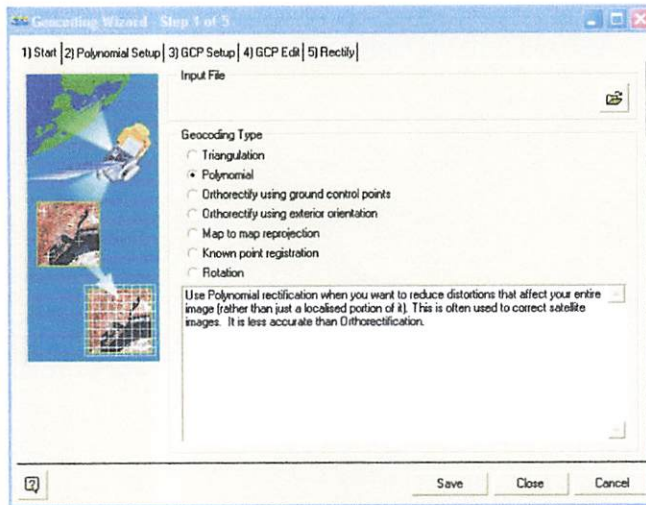 Geocoding Wizard - Step 1 of 5
1) Start 2) Polynomial Setup 3) GCP Setup 4) GCP Edit 5) Rectify
Input File
Geocoding Type
Triangulation
Polynomial
Orthorectify using ground control points
Orthorectify using exterior orientation
Map to map reprojection
Known point registration
Rotation
Use Polynomial rectification when you want to reduce distortions that affect your entire
image (rather than just a localised portion of it). This is often used to correct satellite
images. It is less accurate than Orthorectification.
Save Close Cancel